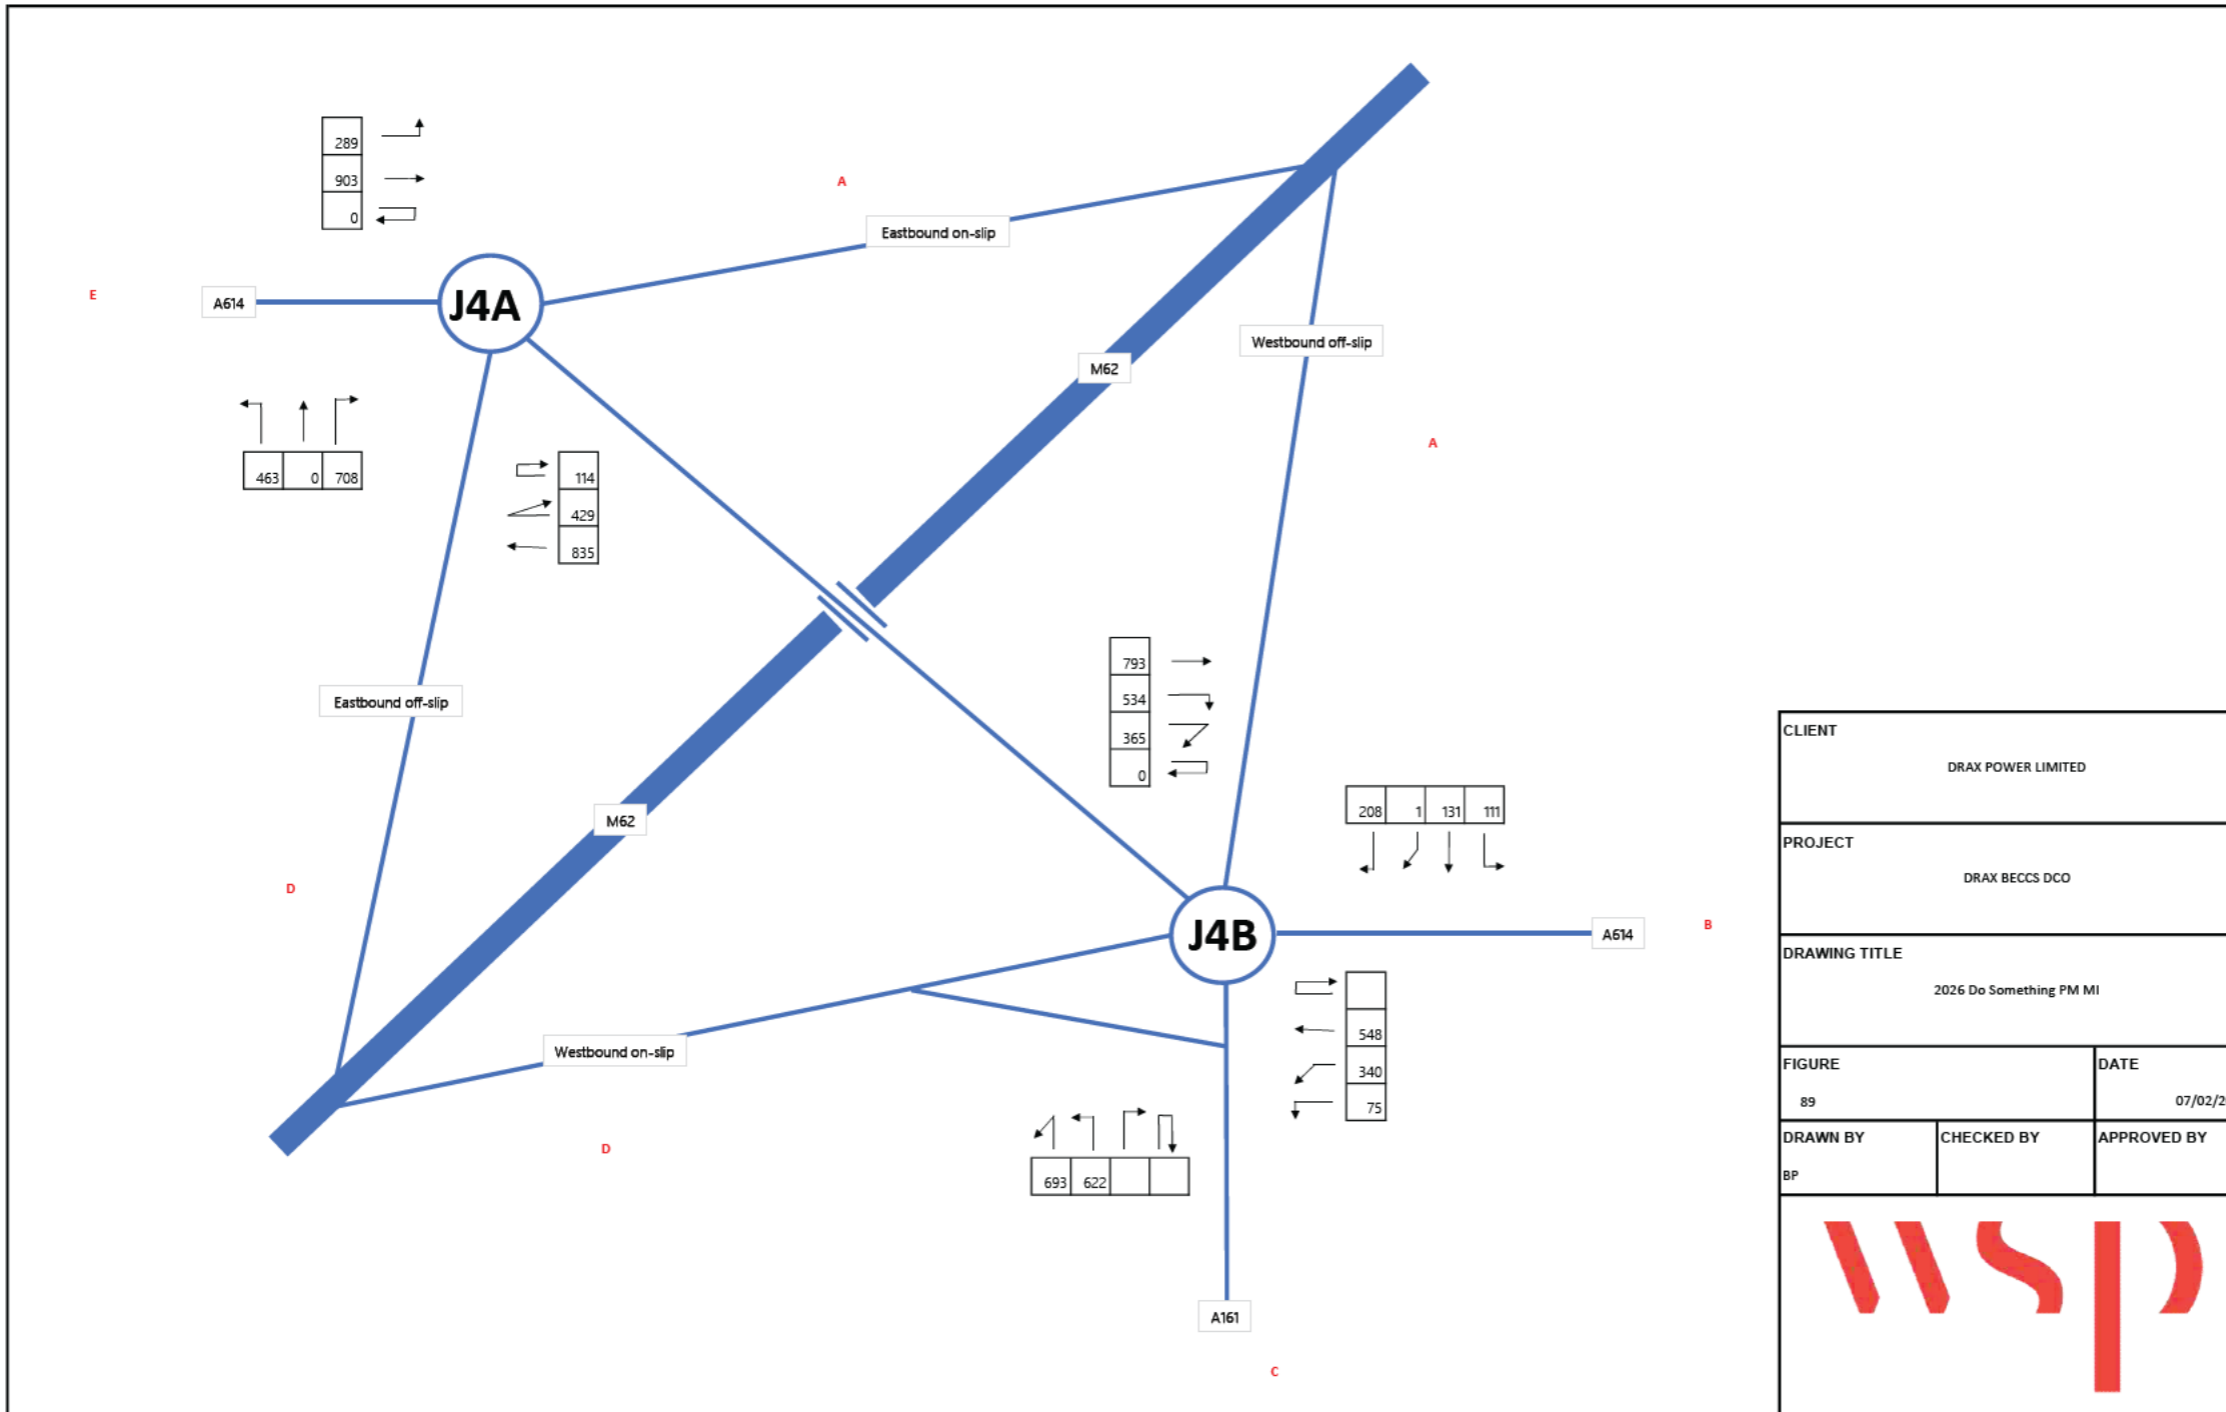 289
903
0
A
Eastbound on-slip
E
A614
J4A
Westbound off-slip
M62
A
463 0 708
114
429
835
793
534
365
0
Eastbound off-slip
M62
208 1 131 111
D
J4B
A614
B
548
340
75
Westbound on-slip
D
693 622
A161
C
CLIENT
DRAX POWER LIMITED
PROJECT
DRAX BECCS DCO
DRAWING TITLE
2026 Do Something PM MI
FIGURE DATE
89 07/02/2
DRAWN BY CHECKED BY APPROVED BY
BP
wsp